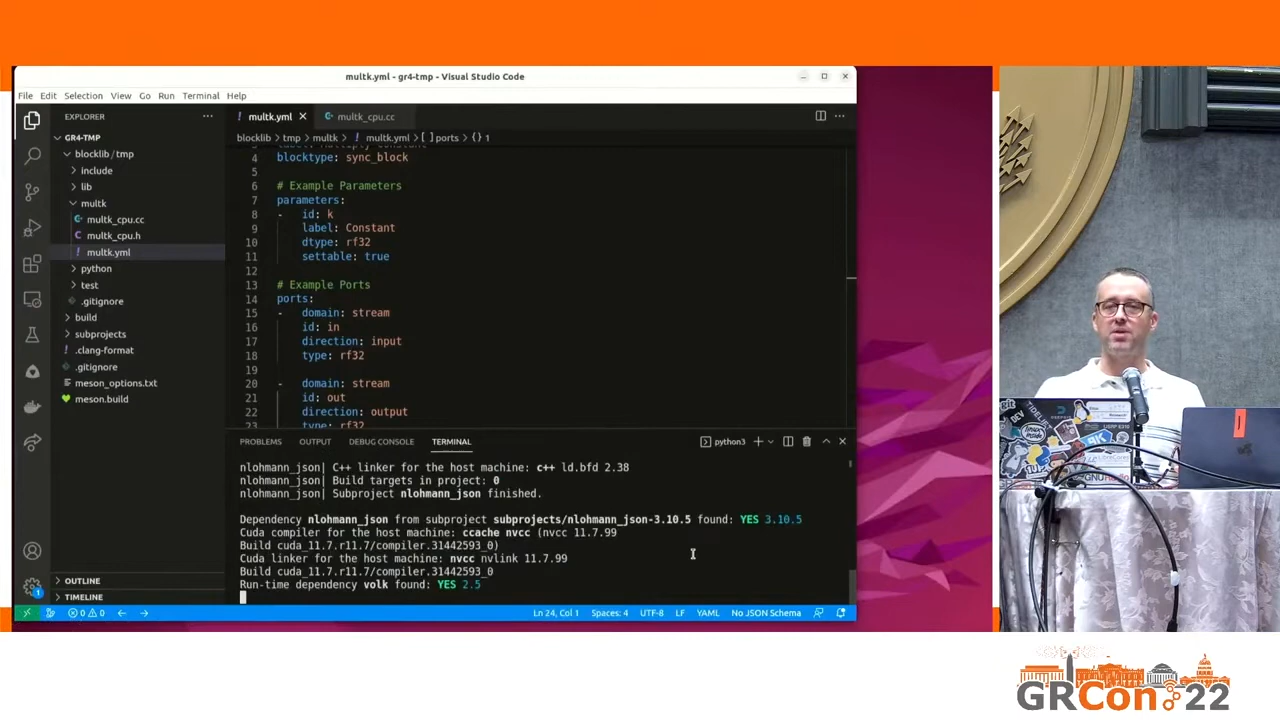 multk.yml - gr4-tmp - Visual Studio Code
File Edit Selection View Go Run Terminal Help
EXPLORER
GR4-TMP
blocklib / tmp
include
lib
multk
multk_cpu.cc
multk_cpu.h
multk.yml
python
test
.gitignore
build
subprojects
.clang-format
.gitignore
meson_options.txt
meson.build
OUTLINE
TIMELINE
multk.yml multk_cpu.cc
blocklib > tmp > multk > ! multk.yml > [ ] ports > {} 1
4 blocktype: sync_block
5
6 # Example Parameters
7 parameters:
8 - id: k
9 label: Constant
10 dtype: rf32
11 settable: true
12
13 # Example Ports
14 ports:
15 - domain: stream
16 id: in
17 direction: input
18 type: rf32
19
20 - domain: stream
21 id: out
22 direction: output
23 type: rf32
PROBLEMS OUTPUT DEBUG CONSOLE TERMINAL python3
nlohmann_json| C++ linker for the host machine: c++ ld.bfd 2.38
nlohmann_json| Build targets in project: 0
nlohmann_json| Subproject nlohmann_json finished.
Dependency nlohmann_json from subproject subprojects/nlohmann_json-3.10.5 found: YES 3.10.5
Cuda compiler for the host machine: ccache nvcc (nvcc 11.7.99
Build cuda_11.7.r11.7/compiler.31442593_0)
Cuda linker for the host machine: nvcc nvlink 11.7.99
Build cuda_11.7.r11.7/compiler.31442593_0
Run-time dependency volk found: YES 2.5
0 0 Ln 24, Col 1 Spaces: 4 UTF-8 LF YAML No JSON Schema
GRCon 22